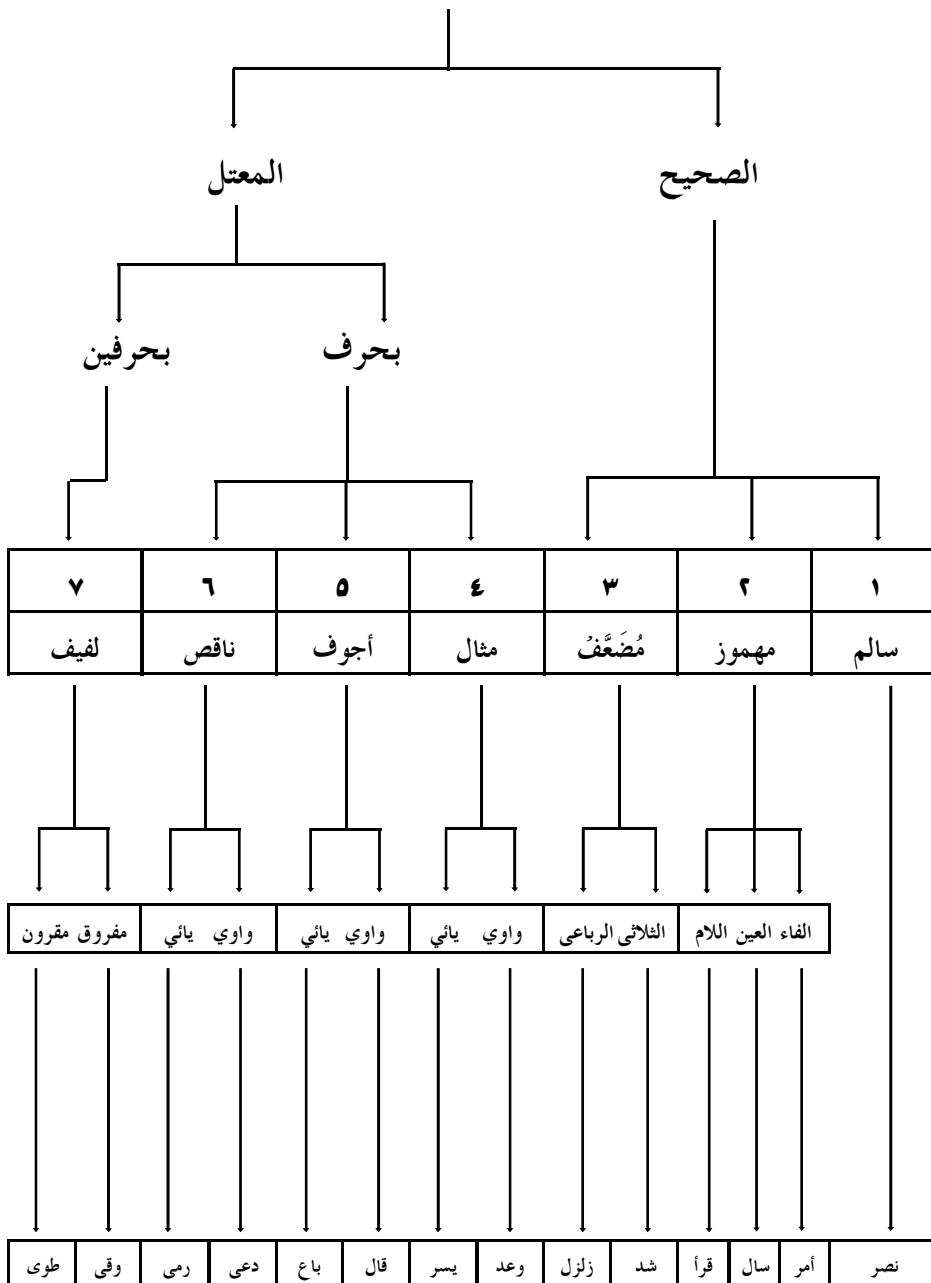 الصحيح المعتل
بحرف بحرفين
١ ٢ ٣ ٤ ٥ ٦ ٧
سالم مهموز مُضَعَّفْ مثال أجوف ناقص لفيف
الفاء العين اللام الثلاثى الرباعى واوي يائي واوي يائي واوي يائي مفروق مقرون
نصر أمر سال قرأ شد زلزل وعد يسر قال باع دعى رمى وقى طوى